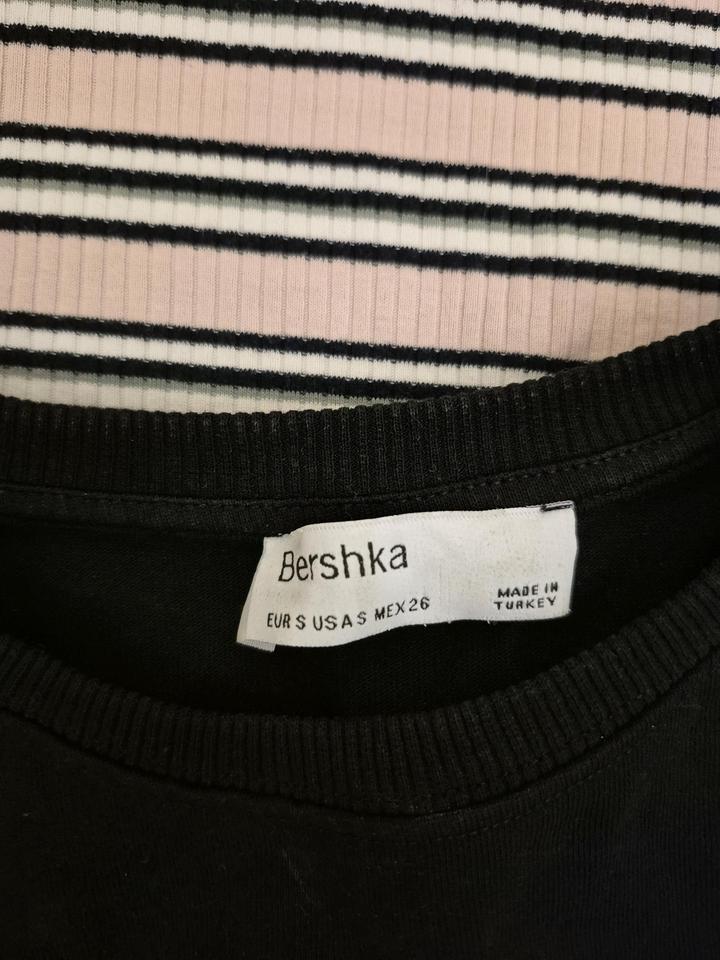 Bershka
EUR S USA S MEX 26
MADE IN
TURKEY